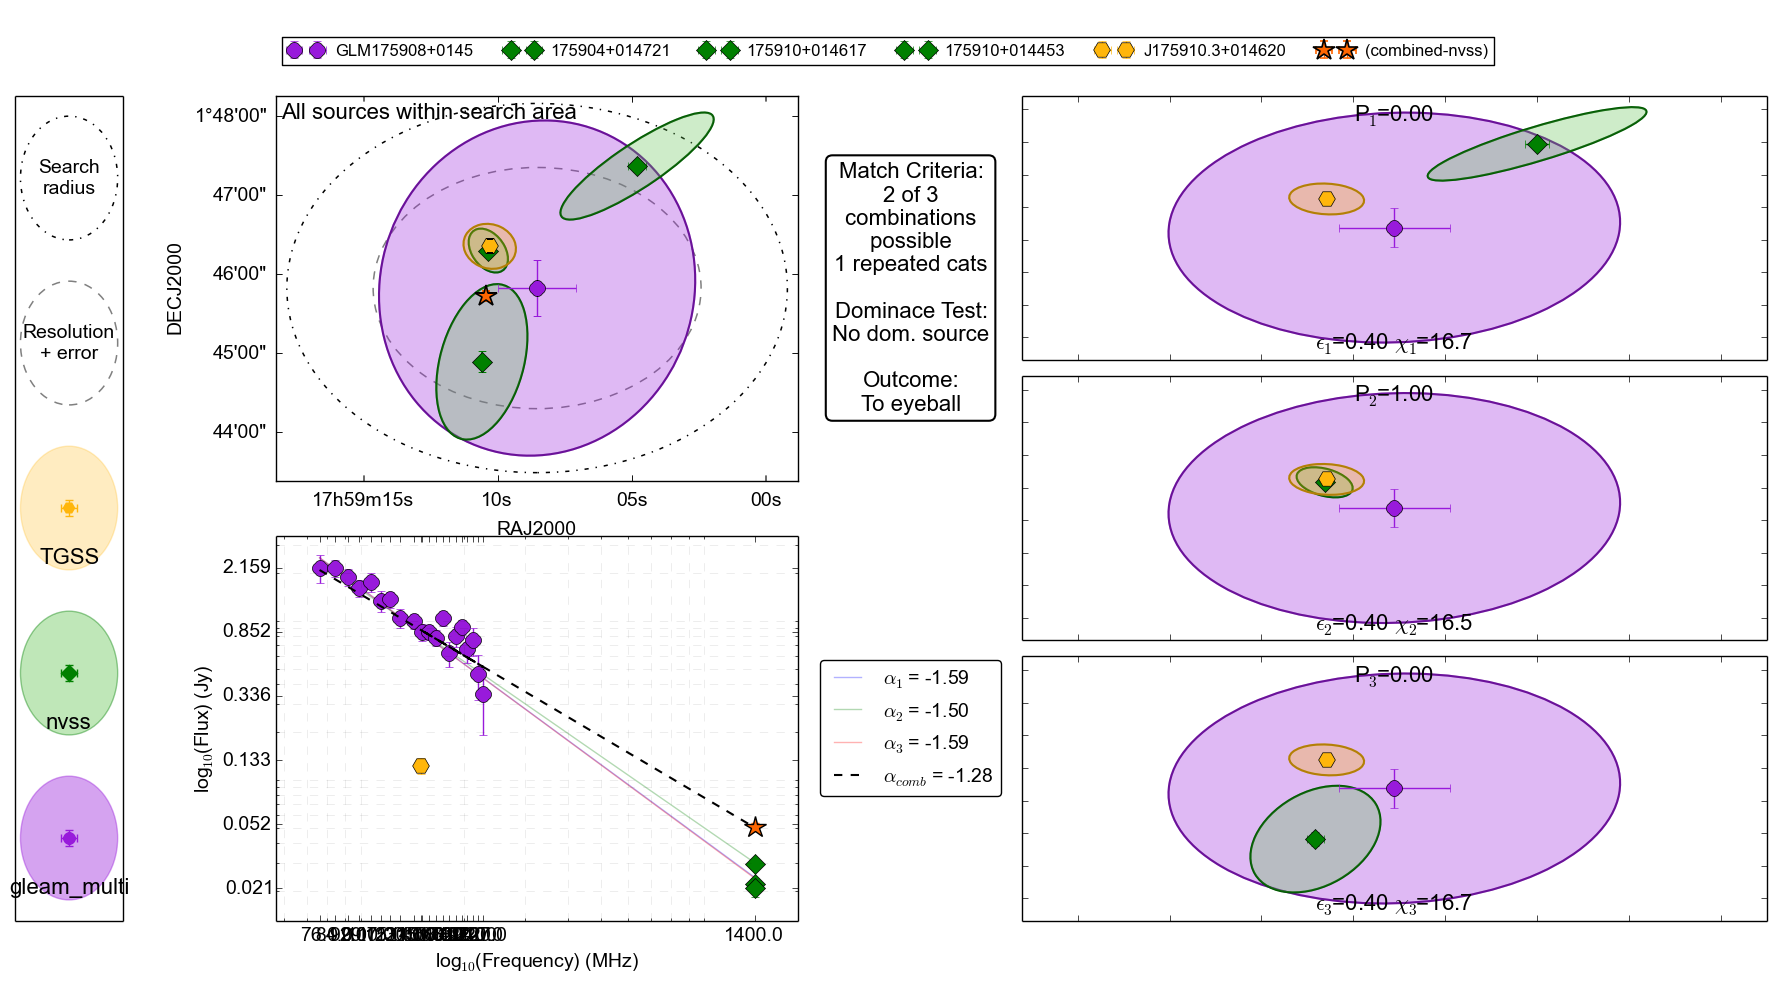 GLM175908+0145 175904+014721 175910+014617 175910+014453 J175910.3+014620 (combined-nvss)
Search
radius
Resolution
+ error
TGSS
nvss
gleam_multi
All sources within search area
1°48'00"
47'00"
46'00"
45'00"
44'00"
DECJ2000
17h59m15s 10s 05s 00s
RAJ2000
Match Criteria:
2 of 3
combinations
possible
1 repeated cats
Dominace Test:
No dom. source
Outcome:
To eyeball
P1=0.00
ϵ1=0.40 χ1=16.7
P2=1.00
ϵ2=0.40 χ2=16.5
P3=0.00
ϵ3=0.40 χ3=16.7
2.159
0.852
0.336
0.133
0.052
0.021
log10(Flux) (Jy)
1400.0
log10(Frequency) (MHz)
α1 = -1.59
α2 = -1.50
α3 = -1.59
αcomb = -1.28